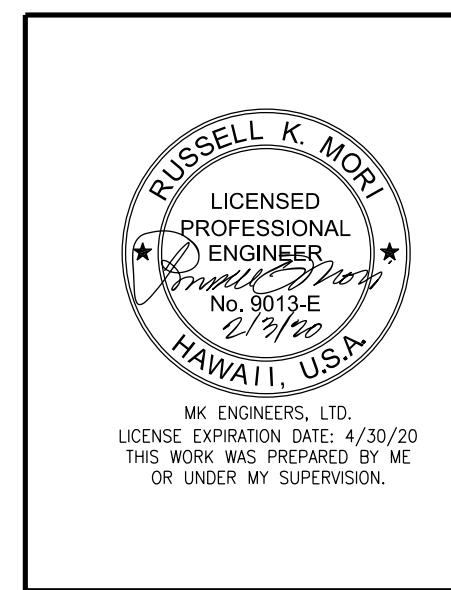 RUSSELL K. MORI
LICENSED
PROFESSIONAL
ENGINEER
No. 9013-E
2/3/20
HAWAII, U.S.A.
MK ENGINEERS, LTD.
LICENSE EXPIRATION DATE: 4/30/20
THIS WORK WAS PREPARED BY ME
OR UNDER MY SUPERVISION.